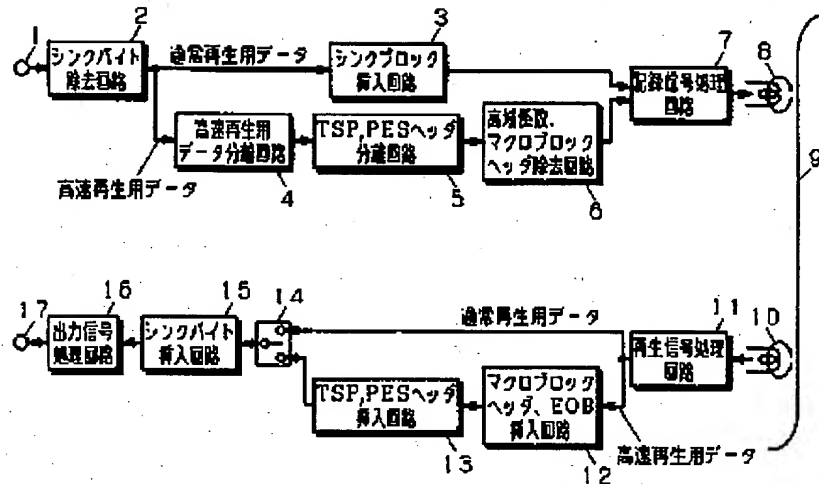 1
2
シンクバイト
除去回路
通常再生用データ
3
シンクブロック
挿入回路
7
記録信号処理
回路
8
9
高速再生用
データ分離回路
4
高速再生用データ
TSP,PESヘッダ
分離回路
5
高域係数、
マクロブロック
ヘッダ除去回路
6
17
16
出力信号
処理回路
15
シンクバイト
挿入回路
14
通常再生用データ
11
再生信号処理
回路
10
TSP,PESヘッダ
挿入回路
13
マクロブロック
ヘッダ、EOB
挿入回路
12
高速再生用データ